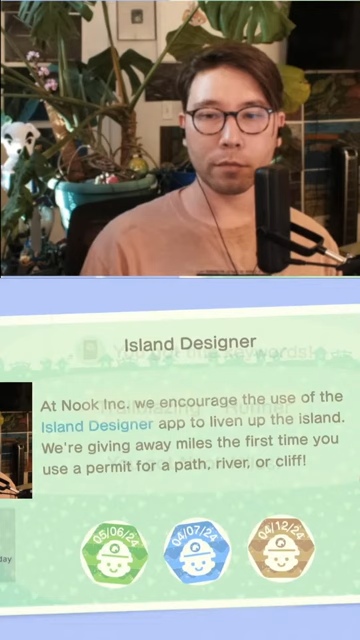 Island Designer
At Nook Inc. we encourage the use of the
Island Designer app to liven up the island.
We're giving away miles the first time you
use a permit for a path, river, or cliff!
05/06/24 04/07/24 04/12/24
day